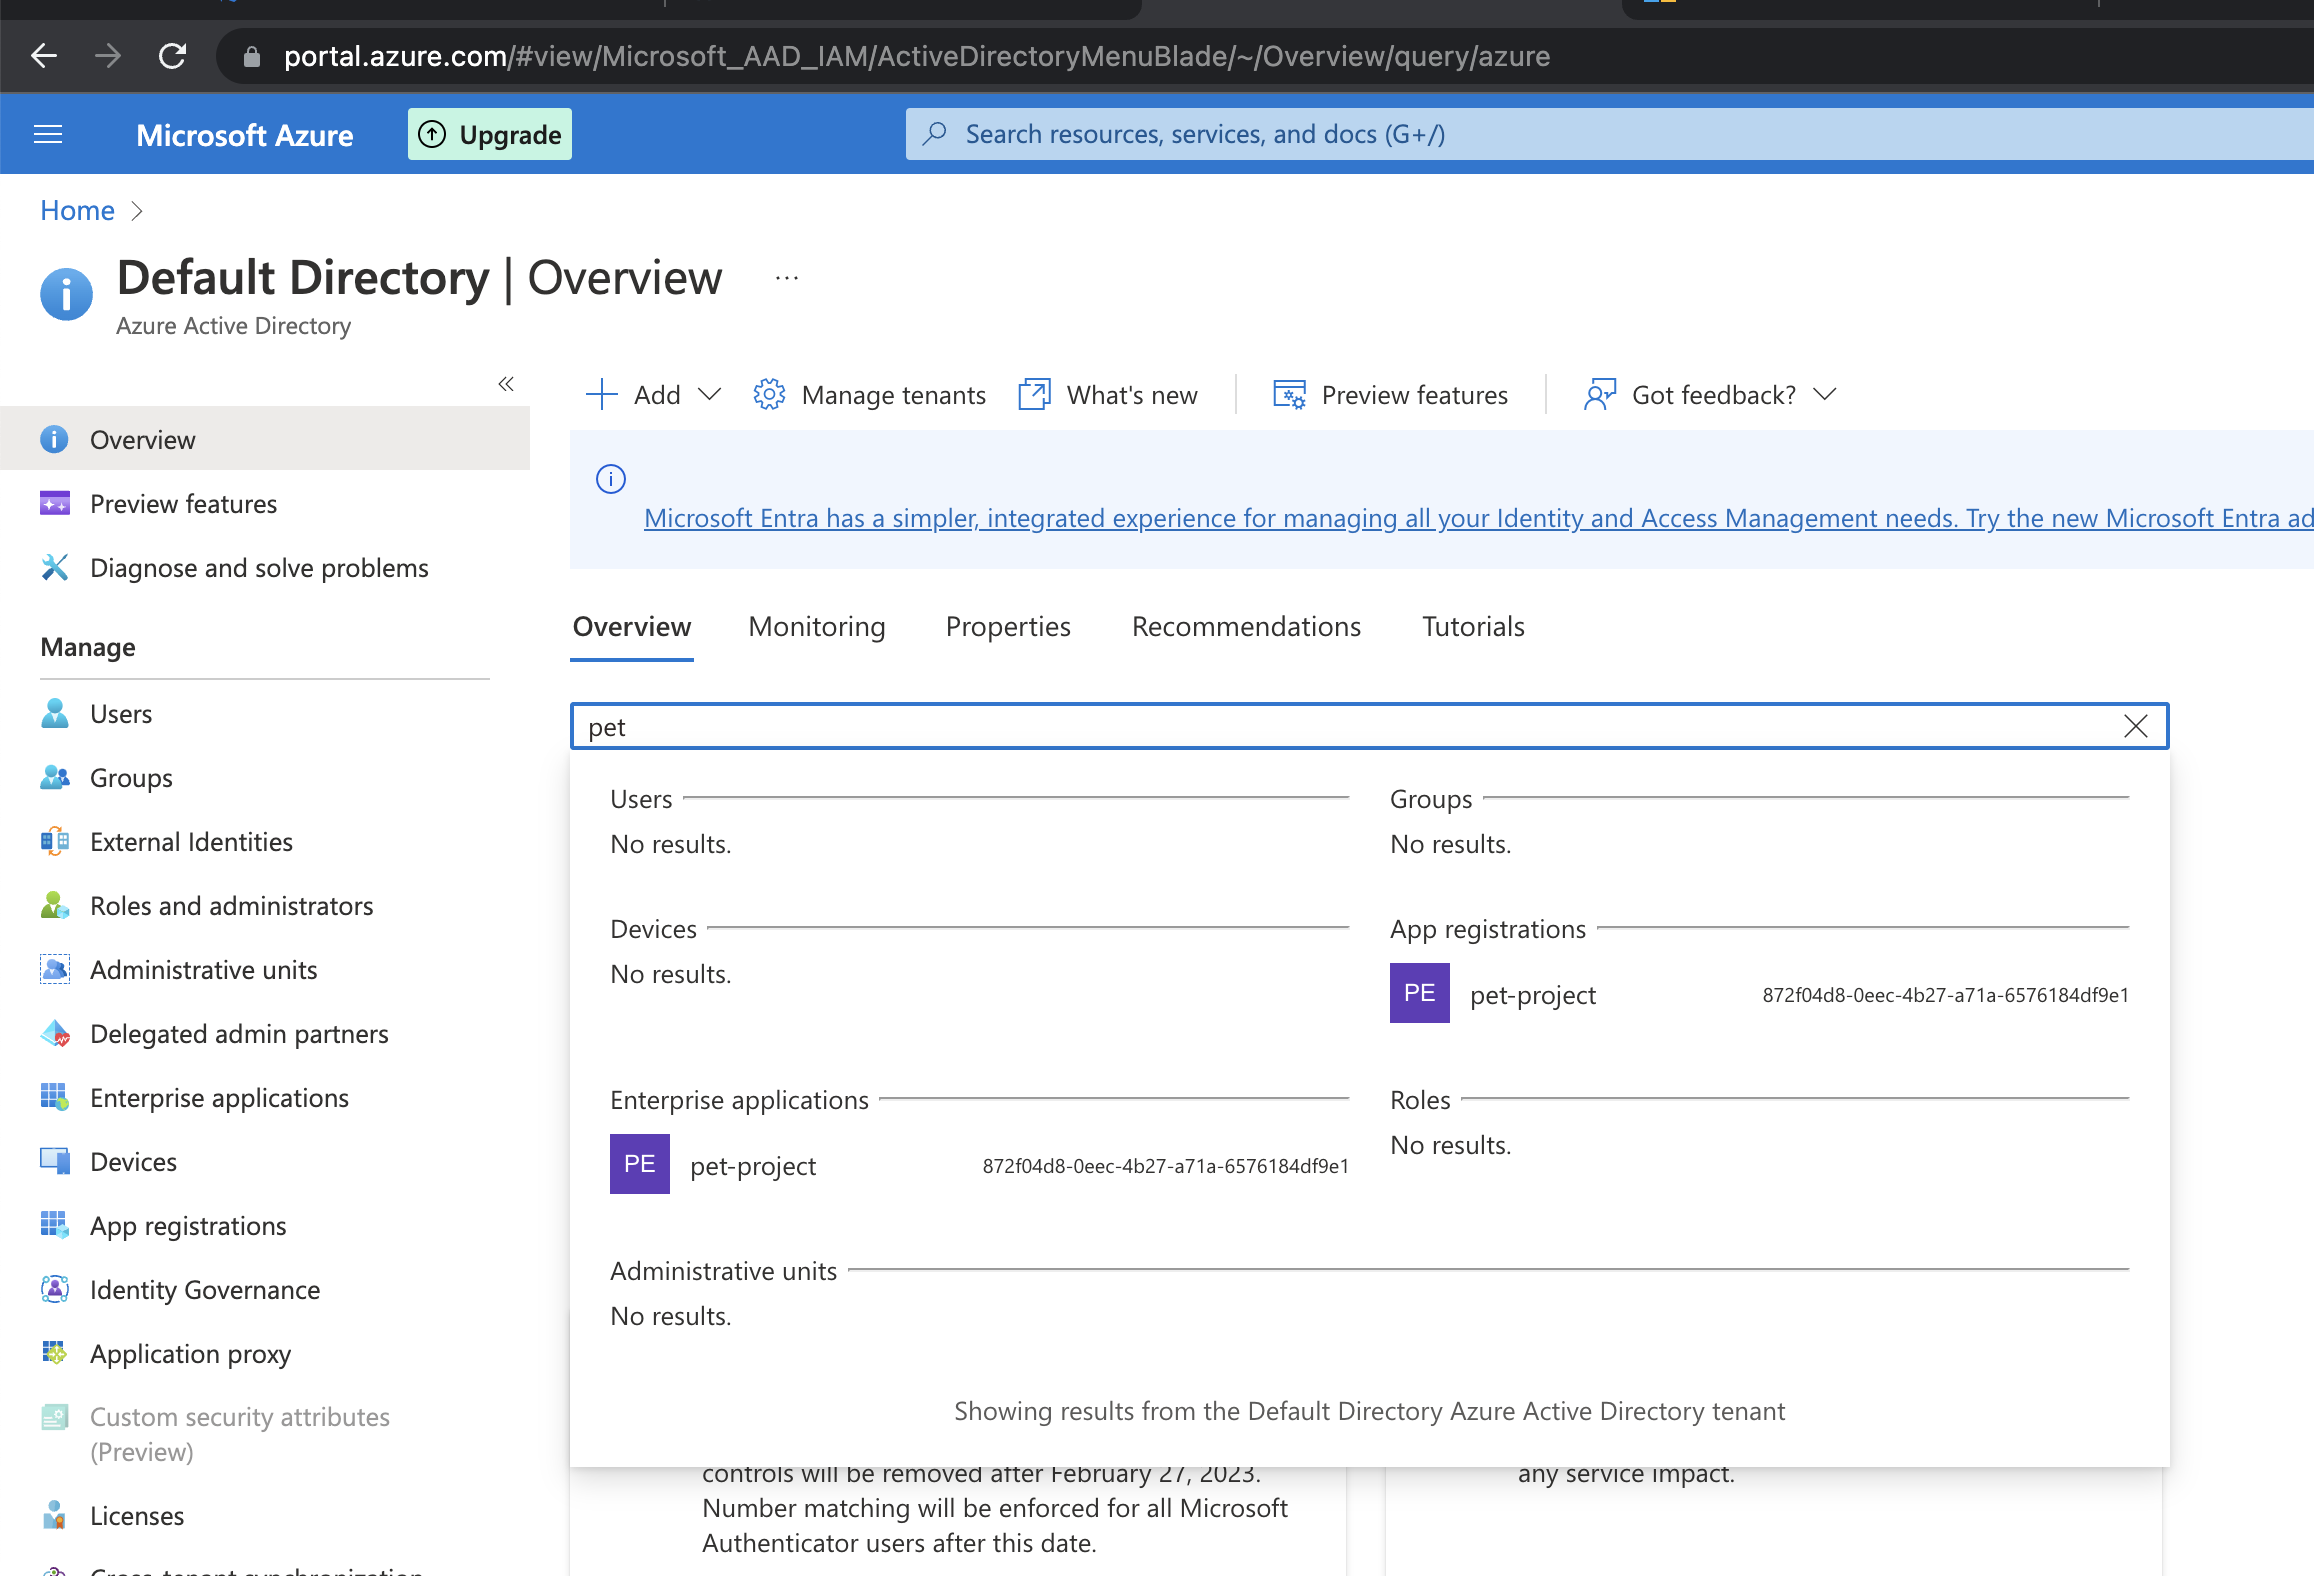 portal.azure.com/#view/Microsoft_AAD_IAM/ActiveDirectoryMenuBlade/~/Overview/query/azure
Microsoft Azure
Upgrade
Search resources, services, and docs (G+/)
Home
Default Directory | Overview
...
Azure Active Directory
Add
Manage tenants
What's new
Preview features
Got feedback?
Overview
Preview features
Diagnose and solve problems
Manage
Users
Groups
External Identities
Roles and administrators
Administrative units
Delegated admin partners
Enterprise applications
Devices
App registrations
Identity Governance
Application proxy
Custom security attributes
(Preview)
Licenses
Cross-tenant synchronization
Microsoft Entra has a simpler, integrated experience for managing all your Identity and Access Management needs. Try the new Microsoft Entra ad
Overview
Monitoring
Properties
Recommendations
Tutorials
pet
Users
No results.
Groups
No results.
Devices
No results.
App registrations
PE
pet-project
872f04d8-0eec-4b27-a71a-6576184df9e1
Enterprise applications
PE
pet-project
872f04d8-0eec-4b27-a71a-6576184df9e1
Roles
No results.
Administrative units
No results.
Showing results from the Default Directory Azure Active Directory tenant
controls will be removed after February 27, 2023.
Number matching will be enforced for all Microsoft
Authenticator users after this date.
any service impact.